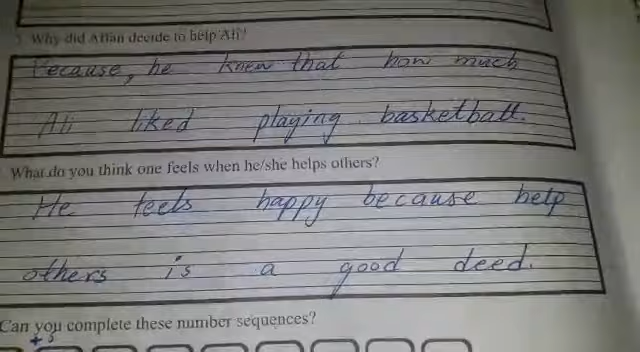 Why did Affan decide to help Ali?
Because, he knew that how much
Ali liked playing basketball.
What do you think one feels when he/she helps others?
He feels happy because help
others is a good deed.
Can you complete these number sequences?